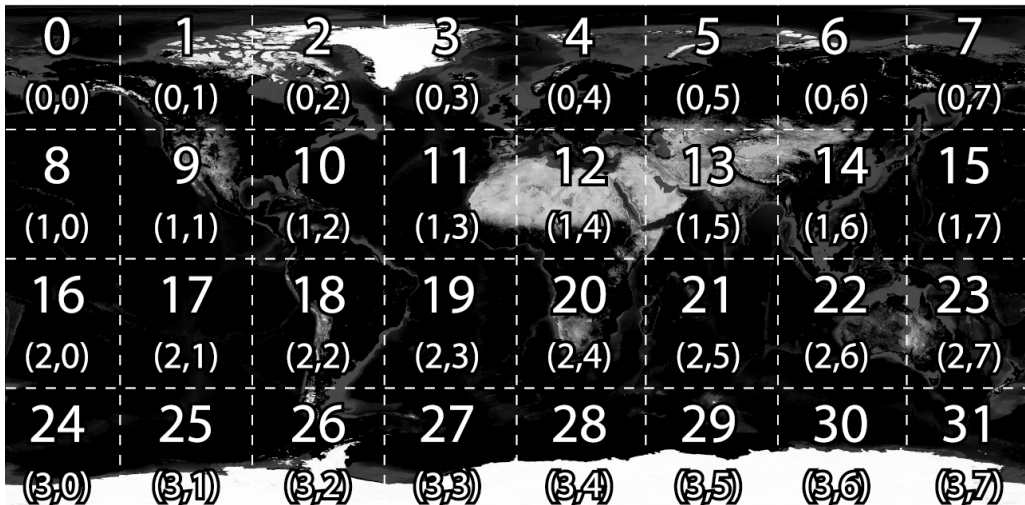 0 1 2 3 4 5 6 7
(0,0) (0,1) (0,2) (0,3) (0,4) (0,5) (0,6) (0,7)
8 9 10 11 12 13 14 15
(1,0) (1,1) (1,2) (1,3) (1,4) (1,5) (1,6) (1,7)
16 17 18 19 20 21 22 23
(2,0) (2,1) (2,2) (2,3) (2,4) (2,5) (2,6) (2,7)
24 25 26 27 28 29 30 31
(3,0) (3,1) (3,2) (3,3) (3,4) (3,5) (3,6) (3,7)